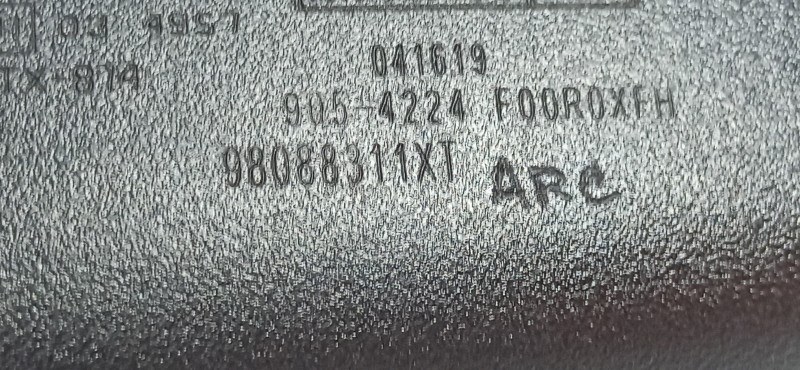 03 4957
TX-874
041619
905-4224 F00R0XFH
98088311XT ARC